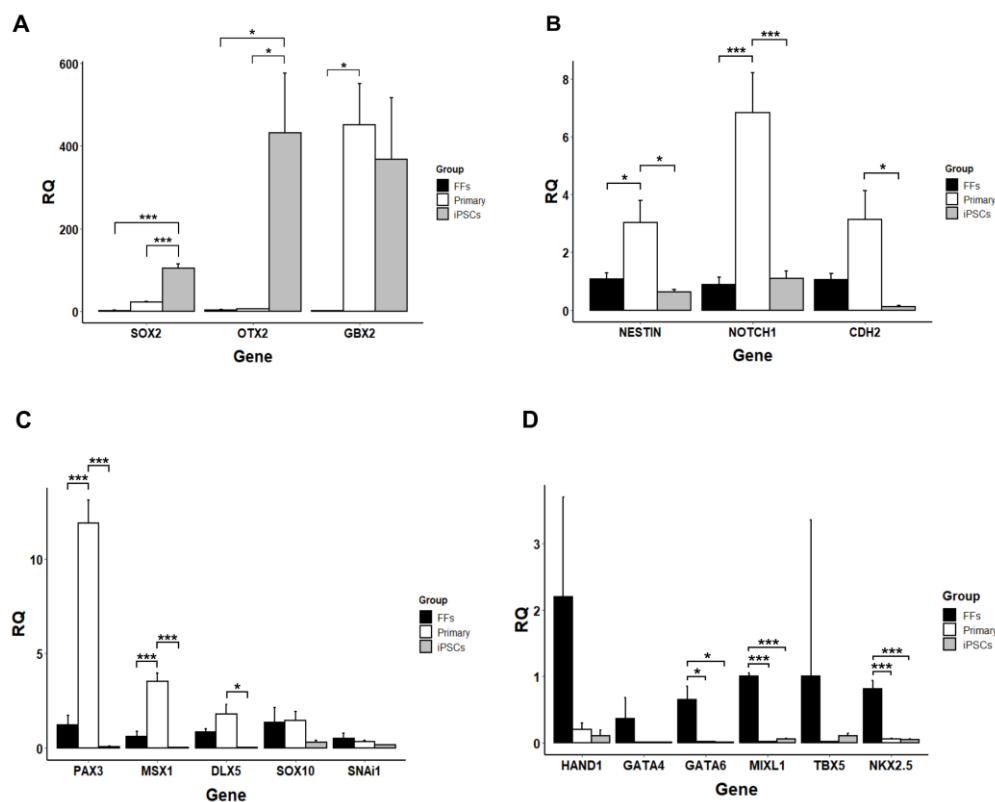 A
* *
*
600
400
200
0
RQ
***
***
SOX2 OTX2 GBX2
Gene
Group
FFs
Primary
iPSCs
B
*** ***
* *
*
8
6
4
2
0
RQ
NESTIN NOTCH1 CDH2
Gene
Group
FFs
Primary
iPSCs
C
***
***
***
***
*
10
5
0
RQ
PAX3 MSX1 DLX5 SOX10 SNAi1
Gene
Group
FFs
Primary
iPSCs
D
3
2
1
0
RQ
* *** ***
* *** ***
HAND1 GATA4 GATA6 MIXL1 TBX5 NKX2.5
Gene
Group
FFs
Primary
iPSCs